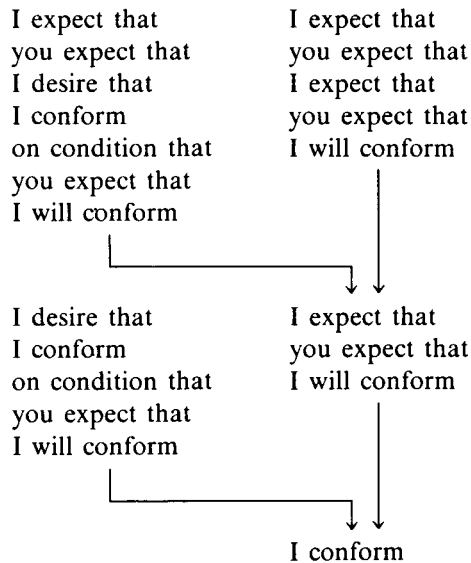 I expect that
you expect that
I desire that
I conform
on condition that
you expect that
I will conform
I expect that
you expect that
I expect that
you expect that
I will conform
I desire that
I conform
on condition that
you expect that
I will conform
I expect that
you expect that
I will conform
I conform